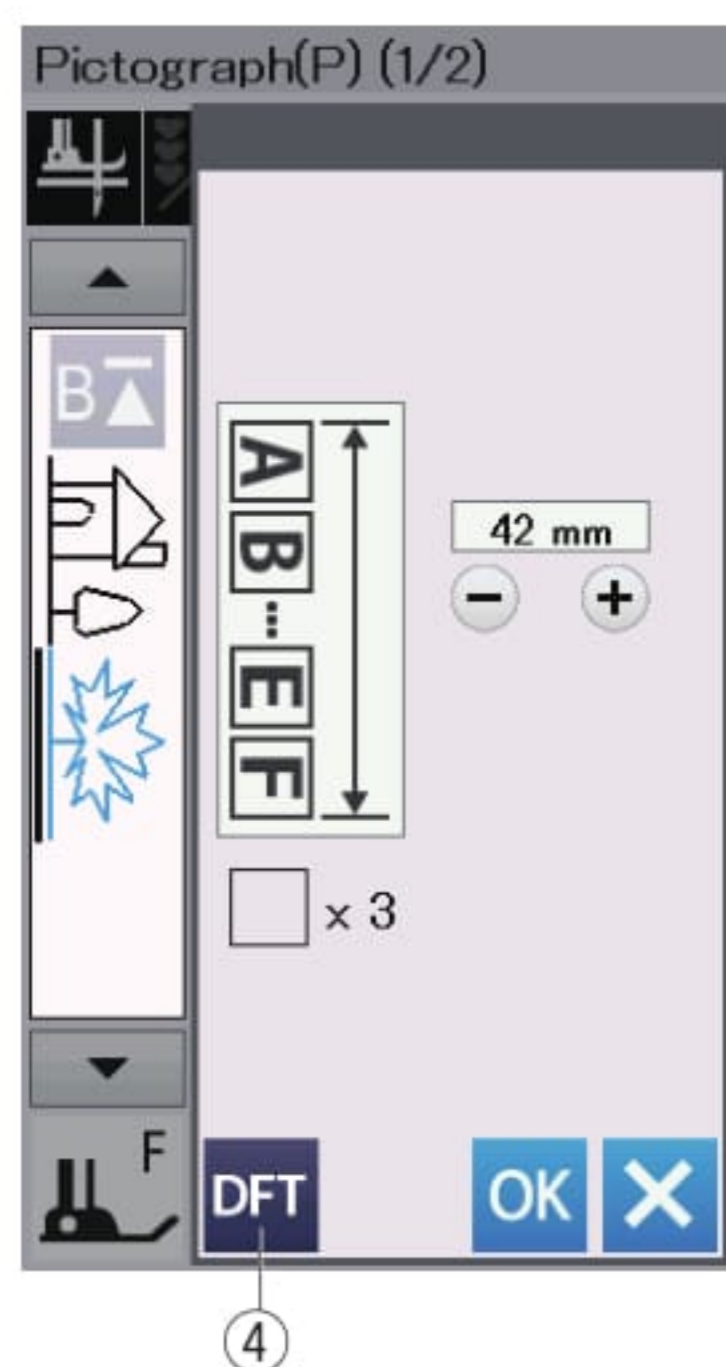 Pictograph(P) (1/2)
B
A
B
...
E
F
42 mm
− +
x 3
F
DFT OK ×
④